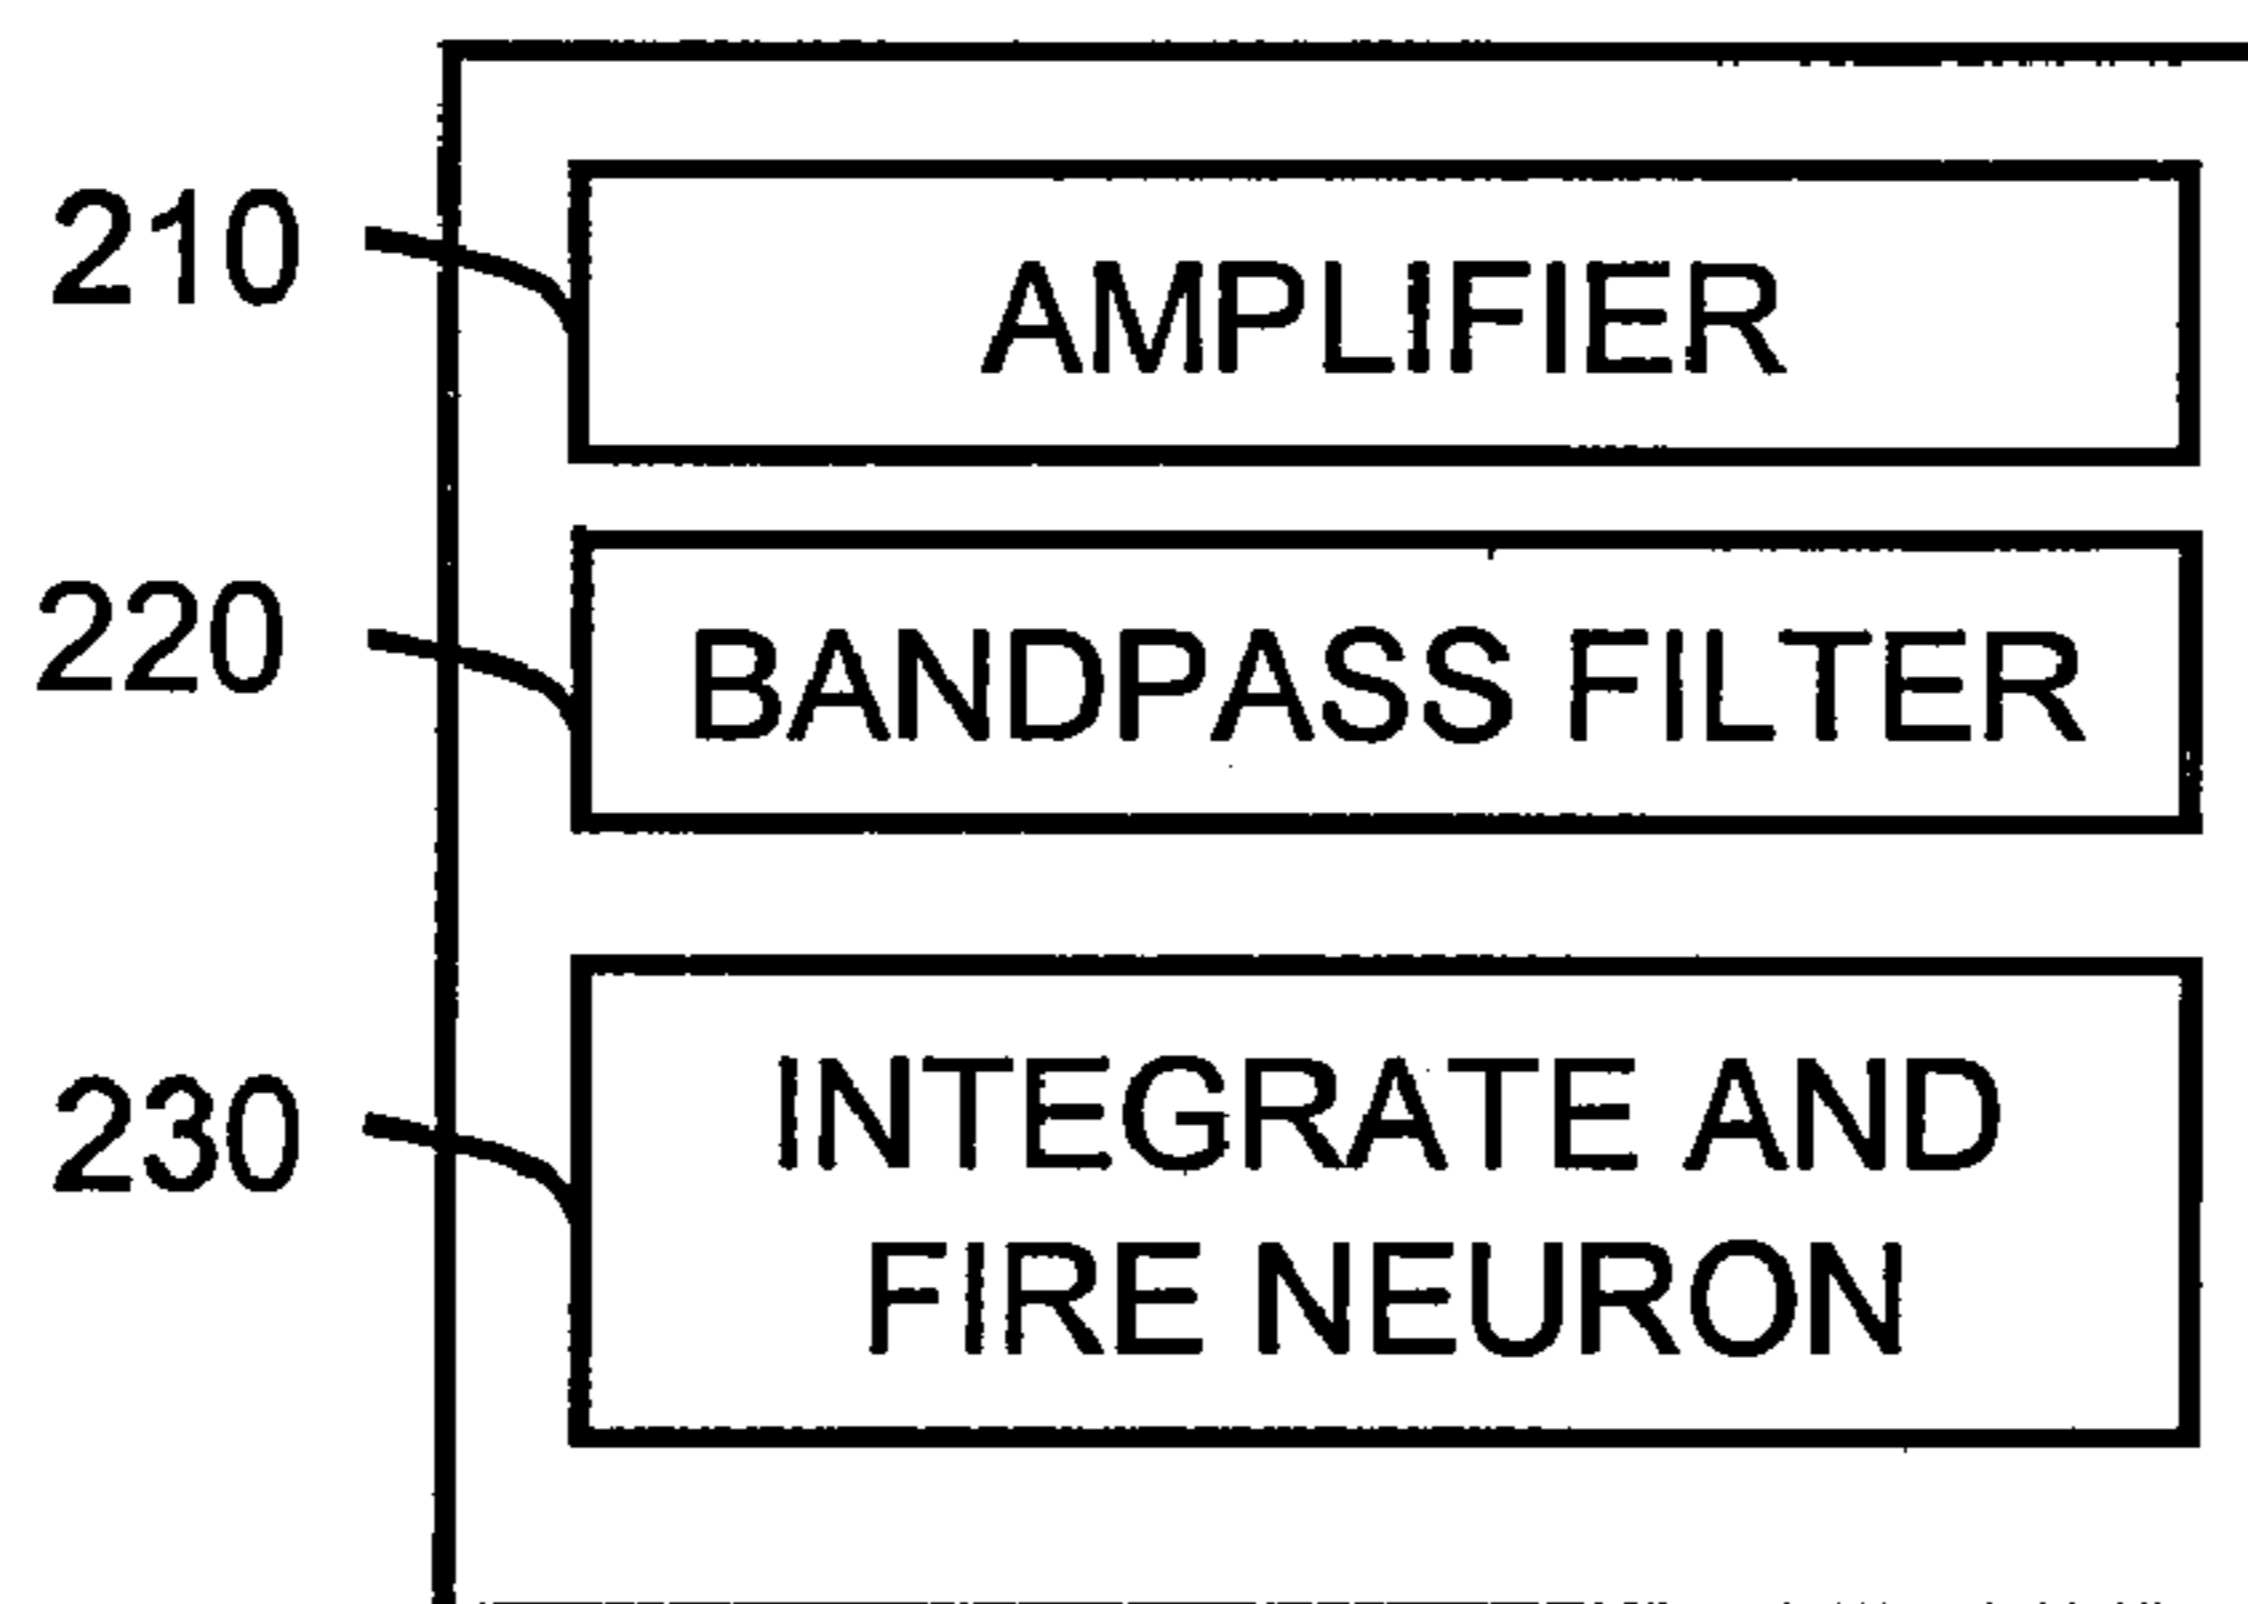 210
AMPLIFIER
220
BANDPASS FILTER
230
INTEGRATE AND
FIRE NEURON